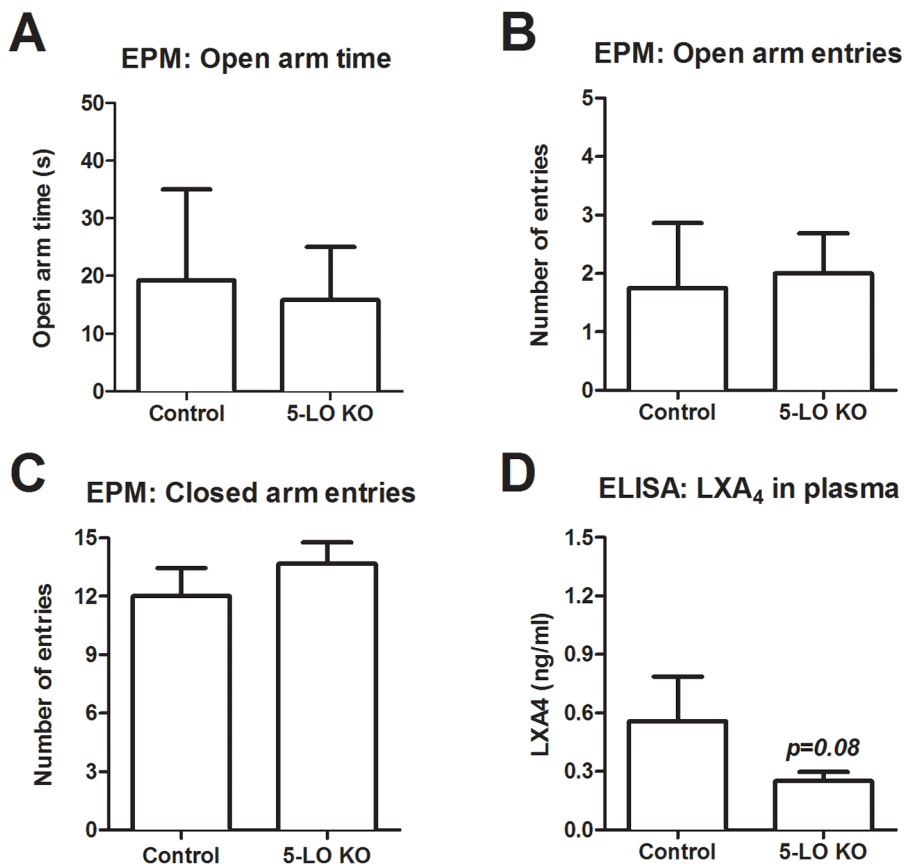 A
EPM: Open arm time
Open arm time (s)
50
40
30
20
10
0
Control
5-LO KO
B
EPM: Open arm entries
Number of entries
5
4
3
2
1
0
Control
5-LO KO
C
EPM: Closed arm entries
Number of entries
15
12
9
6
3
0
Control
5-LO KO
D
ELISA: LXA₄ in plasma
LXA4 (ng/ml)
1.5
1.2
0.9
0.6
0.3
0.0
p=0.08
Control
5-LO KO